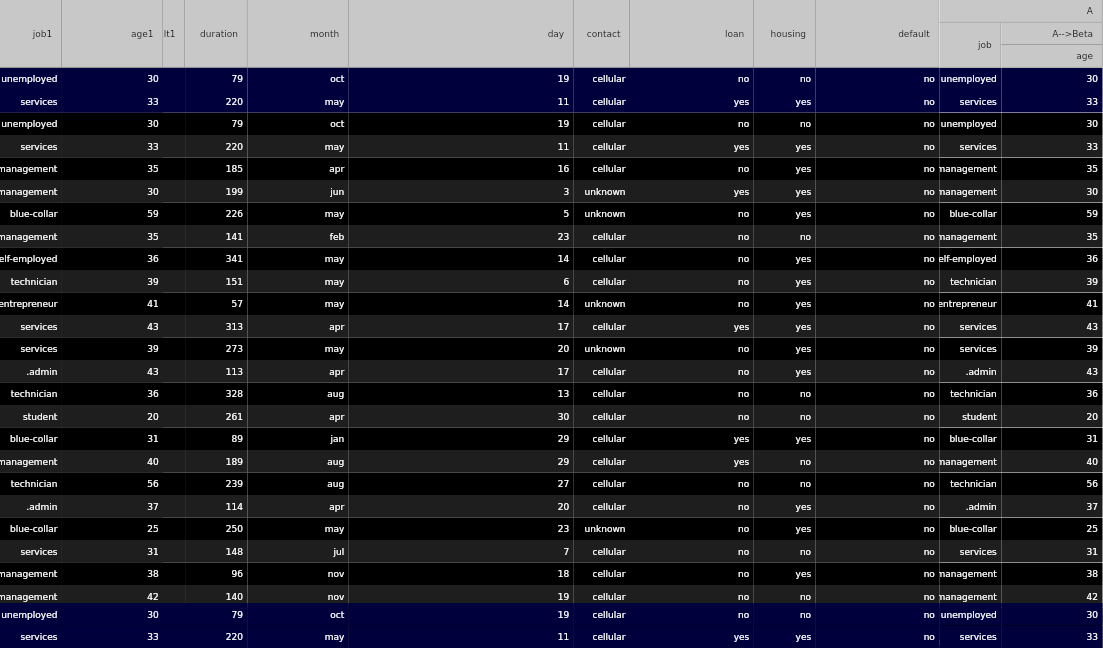 A
job1 age1 lt1 duration month day contact loan housing default job A-->Beta
age
unemployed 30 79 oct 19 cellular no no no unemployed 30
services 33 220 may 11 cellular yes yes no services 33
unemployed 30 79 oct 19 cellular no no no unemployed 30
services 33 220 may 11 cellular yes yes no services 33
management 35 185 apr 16 cellular no yes no management 35
management 30 199 jun 3 unknown yes yes no management 30
blue-collar 59 226 may 5 unknown no yes no blue-collar 59
management 35 141 feb 23 cellular no no no management 35
elf-employed 36 341 may 14 cellular no yes no elf-employed 36
technician 39 151 may 6 cellular no yes no technician 39
entrepreneur 41 57 may 14 unknown no yes no entrepreneur 41
services 43 313 apr 17 cellular yes yes no services 43
services 39 273 may 20 unknown no yes no services 39
.admin 43 113 apr 17 cellular no yes no .admin 43
technician 36 328 aug 13 cellular no no no technician 36
student 20 261 apr 30 cellular no no no student 20
blue-collar 31 89 jan 29 cellular yes yes no blue-collar 31
management 40 189 aug 29 cellular yes no no management 40
technician 56 239 aug 27 cellular no no no technician 56
.admin 37 114 apr 20 cellular no yes no .admin 37
blue-collar 25 250 may 23 unknown no yes no blue-collar 25
services 31 148 jul 7 cellular no no no services 31
management 38 96 nov 18 cellular no yes no management 38
management 42 140 nov 19 cellular no no no management 42
unemployed 30 79 oct 19 cellular no no no unemployed 30
services 33 220 may 11 cellular yes yes no services 33